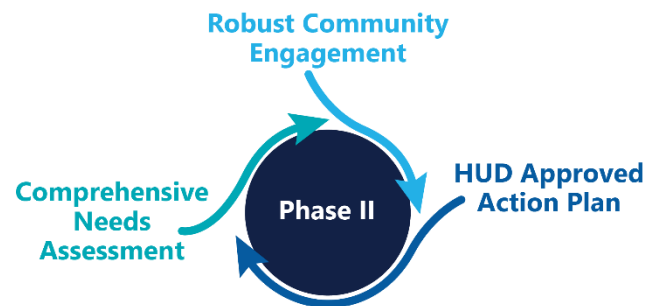 Robust Community
Engagement
HUD Approved
Action Plan
Phase II
Comprehensive
Needs
Assessment